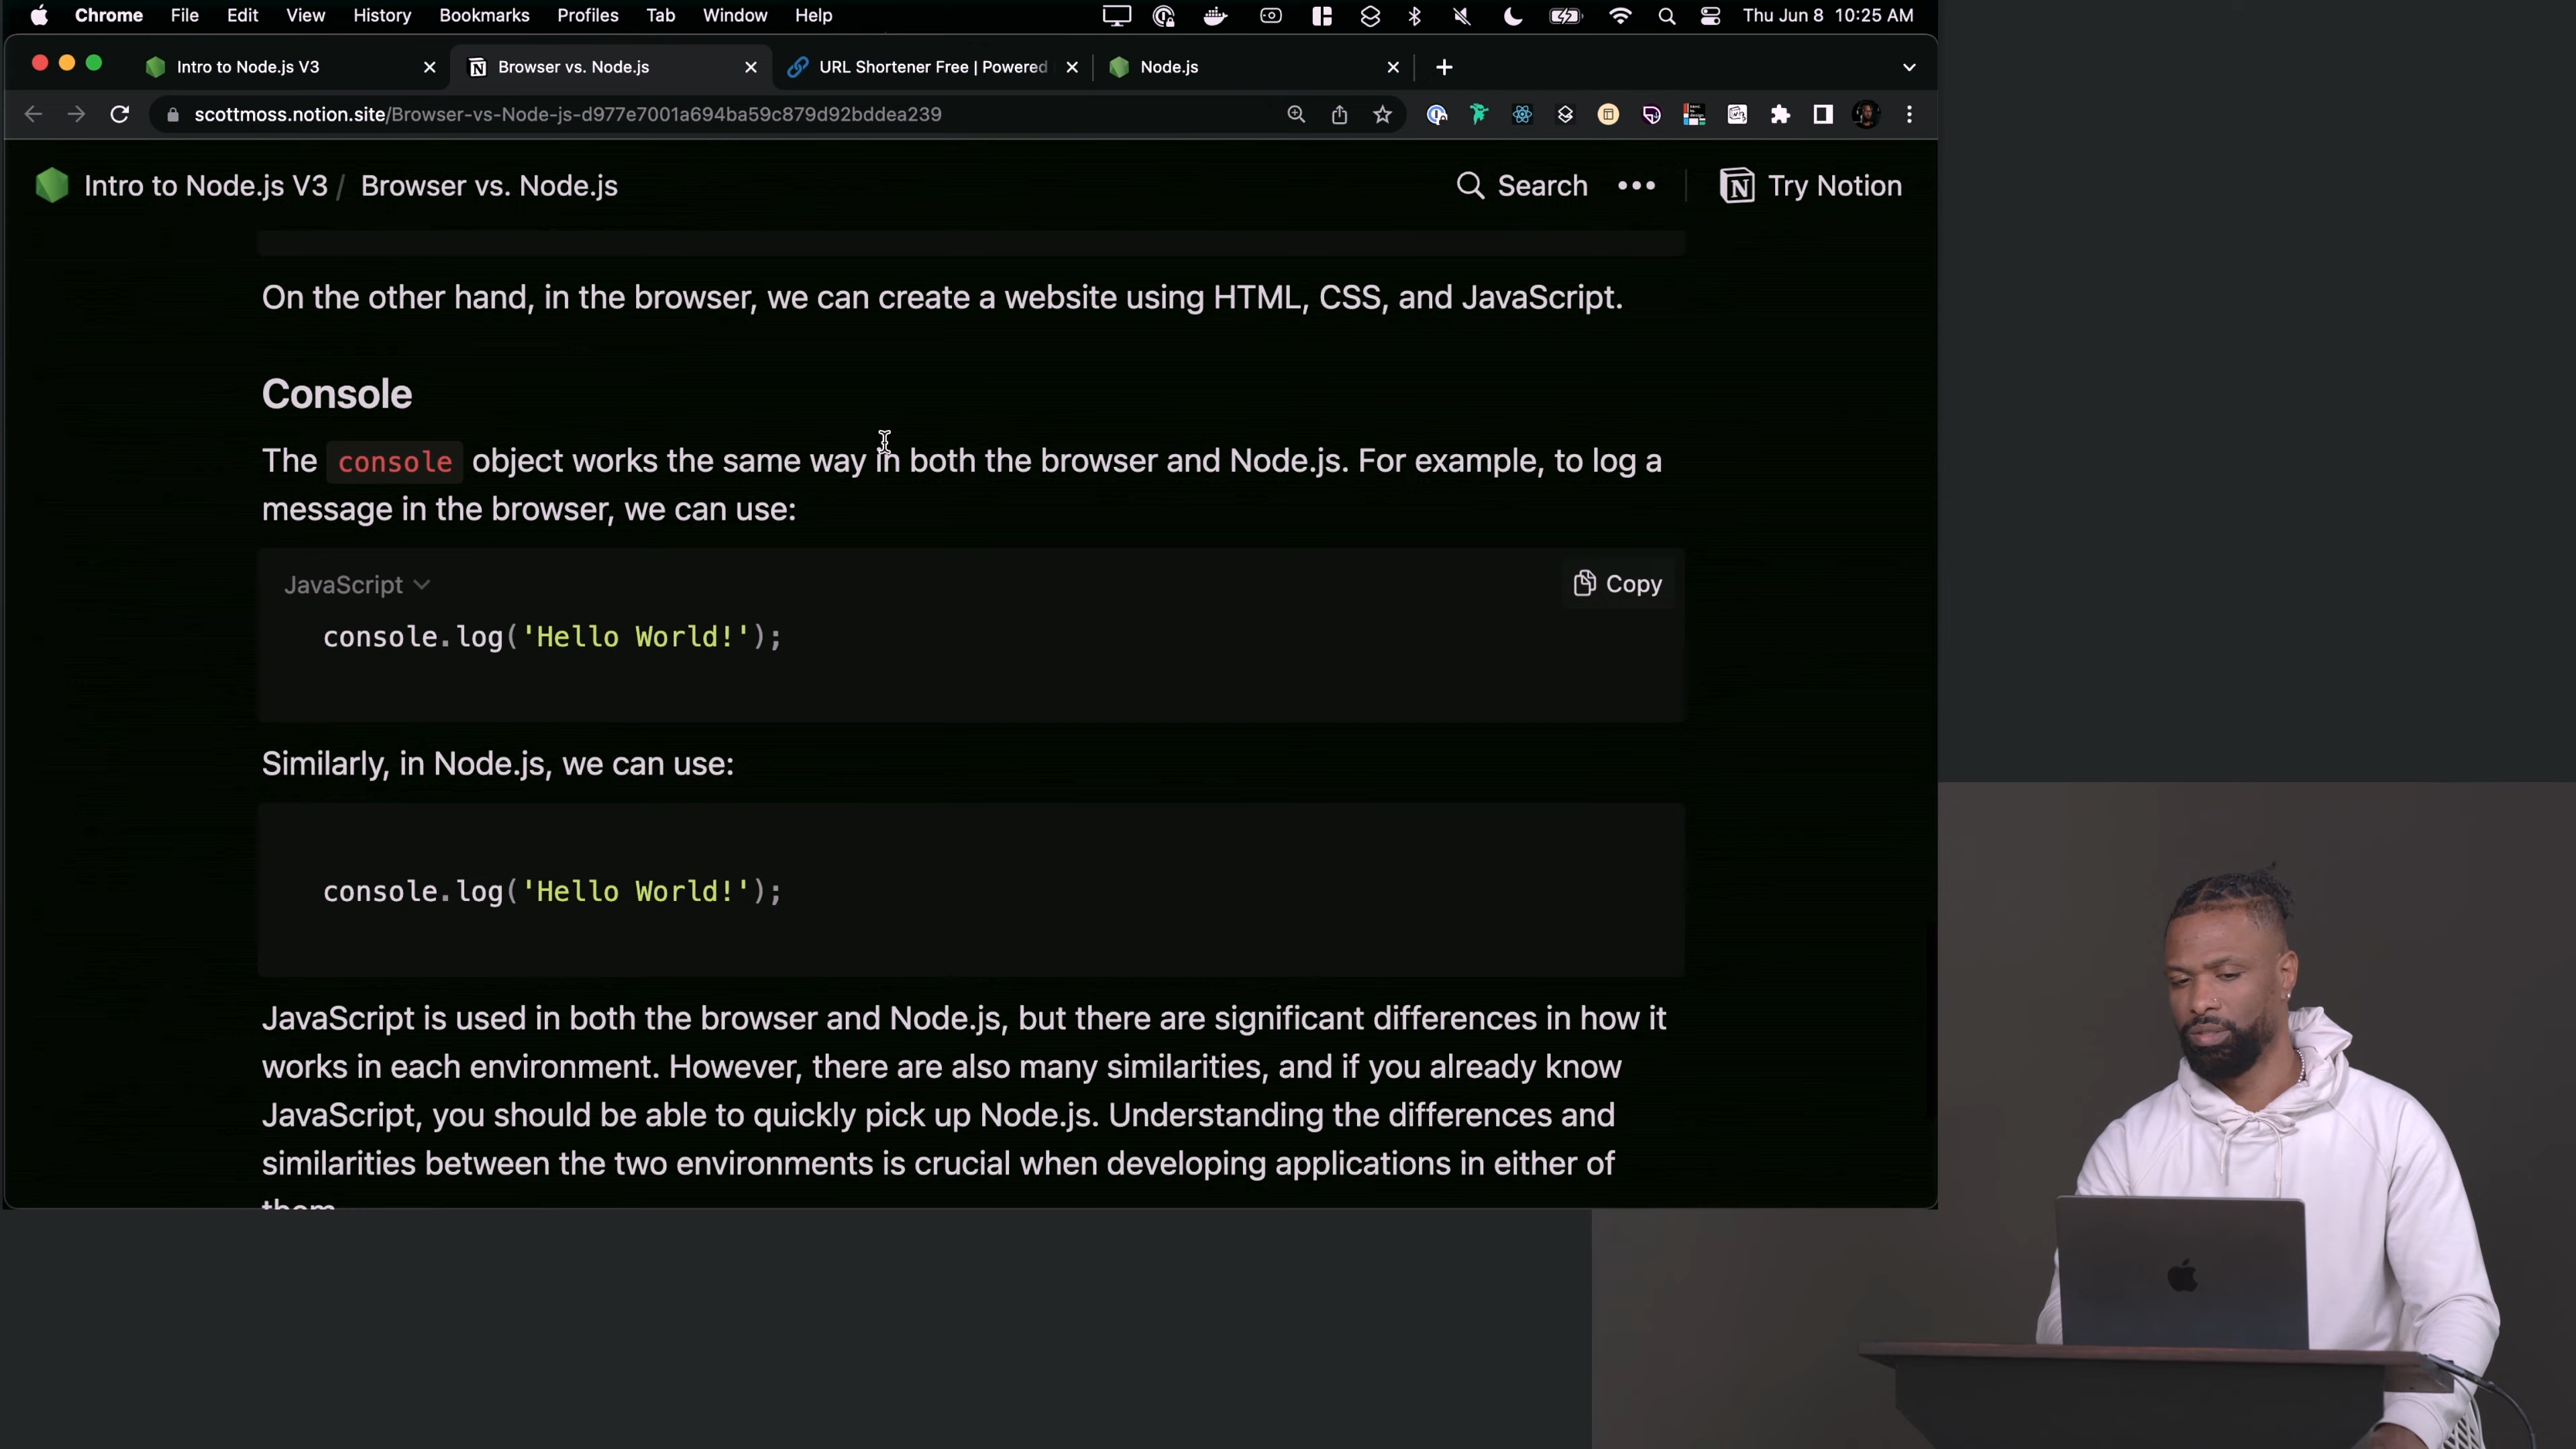 Chrome File Edit View History Bookmarks Profiles Tab Window Help Thu Jun 8 10:25 AM
Intro to Node.js V3 Browser vs. Node.js URL Shortener Free | Powered Node.js
scottmoss.notion.site/Browser-vs-Node-js-d977e7001a694ba59c879d92bddea239
Intro to Node.js V3 / Browser vs. Node.js Search Try Notion
On the other hand, in the browser, we can create a website using HTML, CSS, and JavaScript.
Console
The console object works the same way in both the browser and Node.js. For example, to log a
message in the browser, we can use:
JavaScript Copy
console.log('Hello World!');
Similarly, in Node.js, we can use:
console.log('Hello World!');
JavaScript is used in both the browser and Node.js, but there are significant differences in how it
works in each environment. However, there are also many similarities, and if you already know
JavaScript, you should be able to quickly pick up Node.js. Understanding the differences and
similarities between the two environments is crucial when developing applications in either of
them